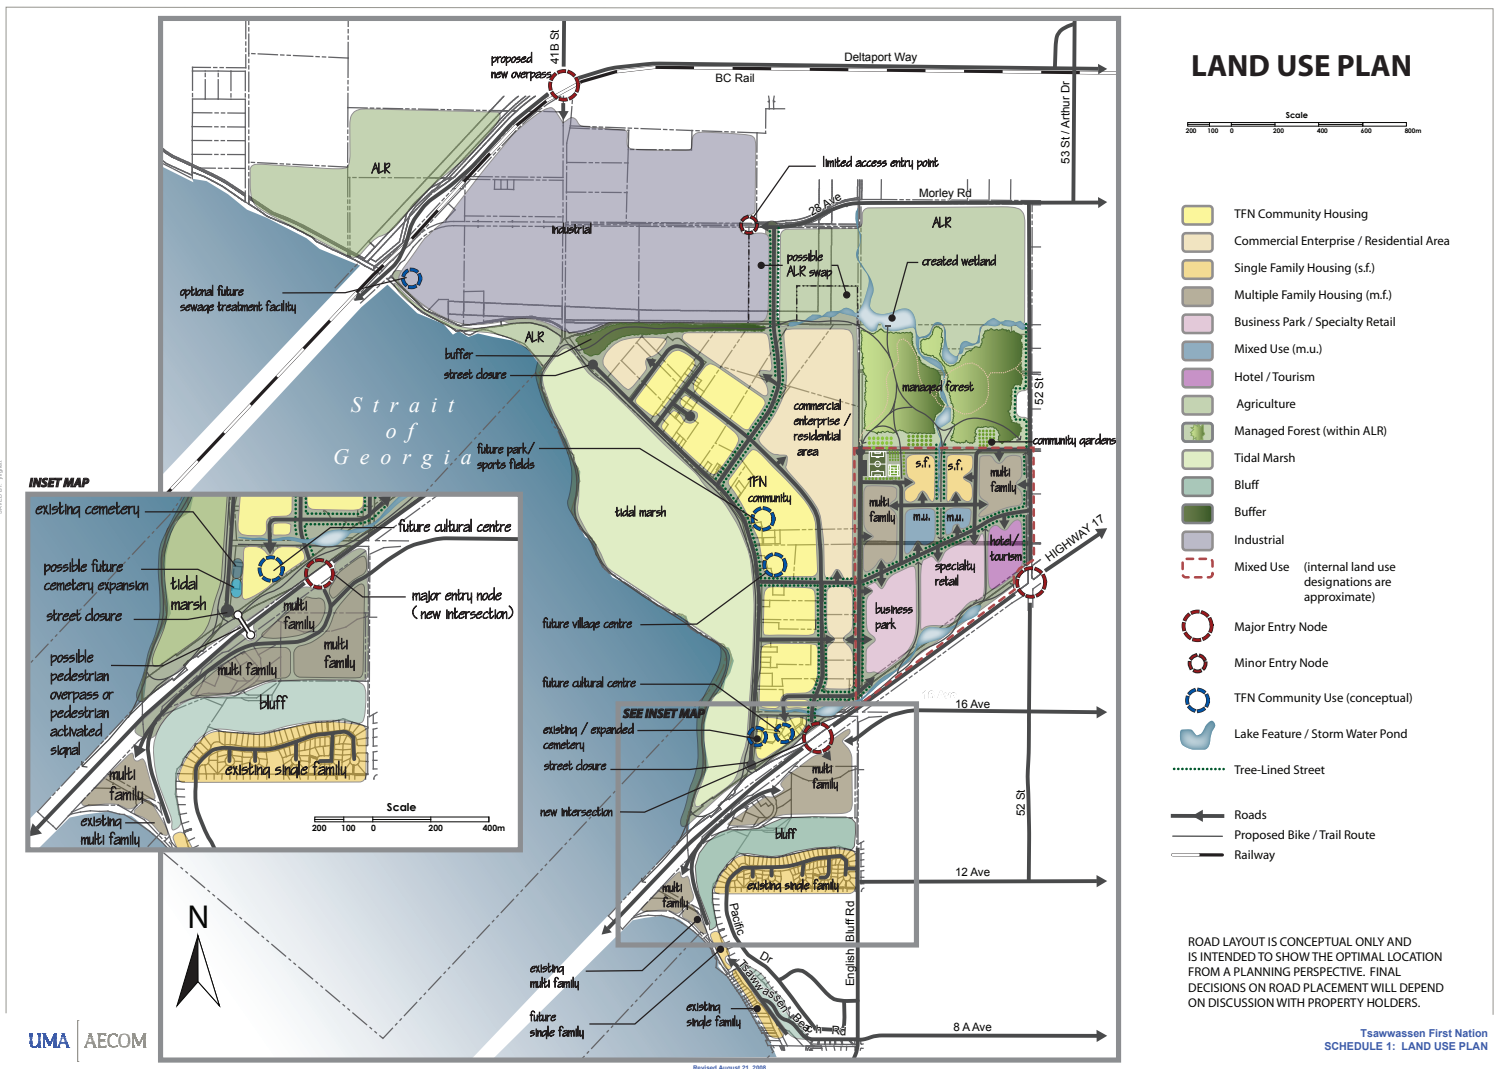 LAND USE PLAN
Scale
200 100 0 200 400 600 800m
TFN Community Housing
Commercial Enterprise / Residential Area
Single Family Housing (s.f.)
Multiple Family Housing (m.f.)
Business Park / Specialty Retail
Mixed Use (m.u.)
Hotel / Tourism
Agriculture
Managed Forest (within ALR)
Tidal Marsh
Bluff
Buffer
Industrial
Mixed Use (internal land use
designations are
approximate)
Major Entry Node
Minor Entry Node
TFN Community Use (conceptual)
Lake Feature / Storm Water Pond
Tree-Lined Street
Roads
Proposed Bike / Trail Route
Railway
ROAD LAYOUT IS CONCEPTUAL ONLY AND
IS INTENDED TO SHOW THE OPTIMAL LOCATION
FROM A PLANNING PERSPECTIVE. FINAL
DECISIONS ON ROAD PLACEMENT WILL DEPEND
ON DISCUSSION WITH PROPERTY HOLDERS.
Tsawwassen First Nation
SCHEDULE 1: LAND USE PLAN
41B St
proposed
new overpass
Deltaport Way
BC Rail
53 St / Arthur Dr
ALR
limited access entry point
28 Ave
Morley Rd
ALR
industrial
possible
ALR swap
created wetland
optional future
sewage treatment facility
ALR
buffer
street closure
managed forest
52 St
Strait
of
Georgia
commercial
enterprise /
residential
area
community gardens
future park/
sports fields
TFN
community
s.f.
s.f.
multi
family
multi
family
m.u.
m.u.
tidal marsh
hotel/
tourism
HIGHWAY 17
specialty
retail
business
park
future village centre
future cultural centre
16 Ave
16 Ave
SEE INSET MAP
existing / expanded
cemetery
street closure
new intersection
multi
family
52 St
bluff
12 Ave
existing single family
multi
family
Pacific
Dr
English Bluff Rd
existing
multi family
Tsawwassen Beach Rd
existing
single family
future
single family
8 A Ave
INSET MAP
existing cemetery
future cultural centre
possible future
cemetery expansion
tidal
marsh
major entry node
( new intersection)
street closure
multi
family
multi
family
multi family
possible
pedestrian
overpass or
pedestrian
activated
signal
bluff
existing single family
multi
family
existing
multi family
Scale
200 100 0 200 400m
N
UMA AECOM
Revised August 21, 2008